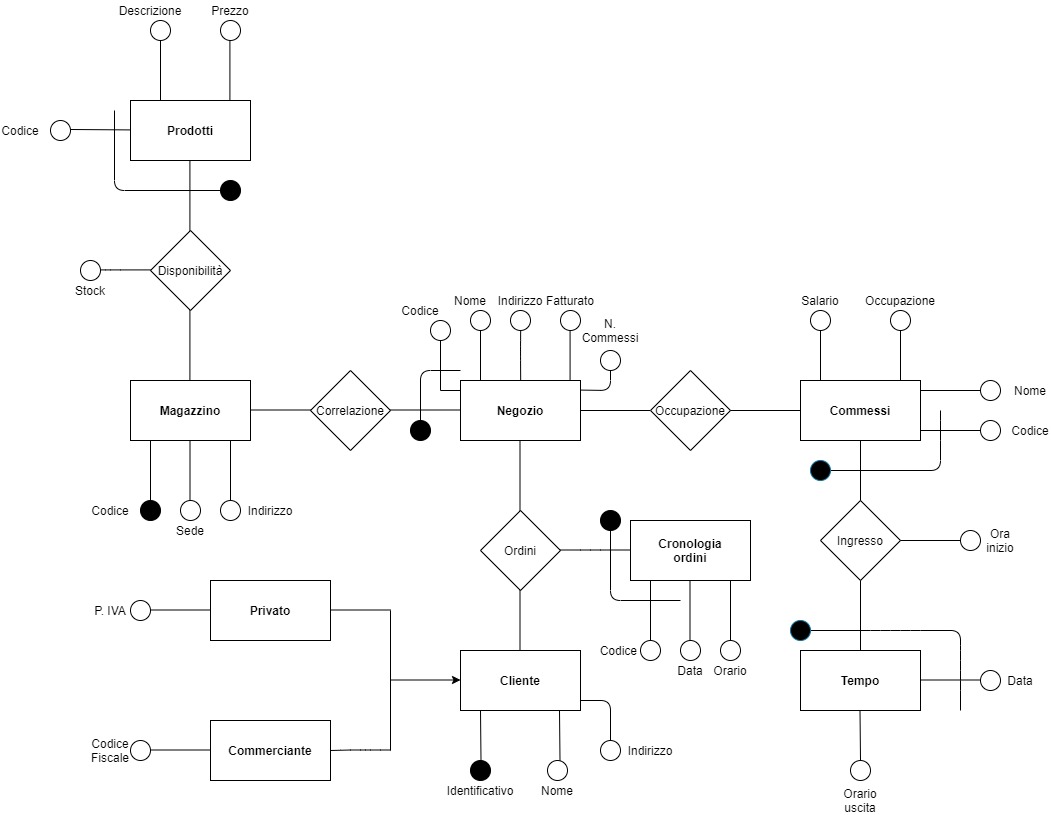 Descrizione
Prezzo
Codice
Prodotti
Disponibilità
Stock
Codice
Nome
Indirizzo
Fatturato
N.
Commessi
Salario
Occupazione
Magazzino
Correlazione
Negozio
Occupazione
Commessi
Nome
Codice
Codice
Sede
Indirizzo
Ordini
Cronologia
ordini
Ingresso
Ora
inizio
P. IVA
Privato
Codice
Data
Orario
Cliente
Tempo
Data
Codice
Fiscale
Commerciante
Indirizzo
Identificativo
Nome
Orario
uscita